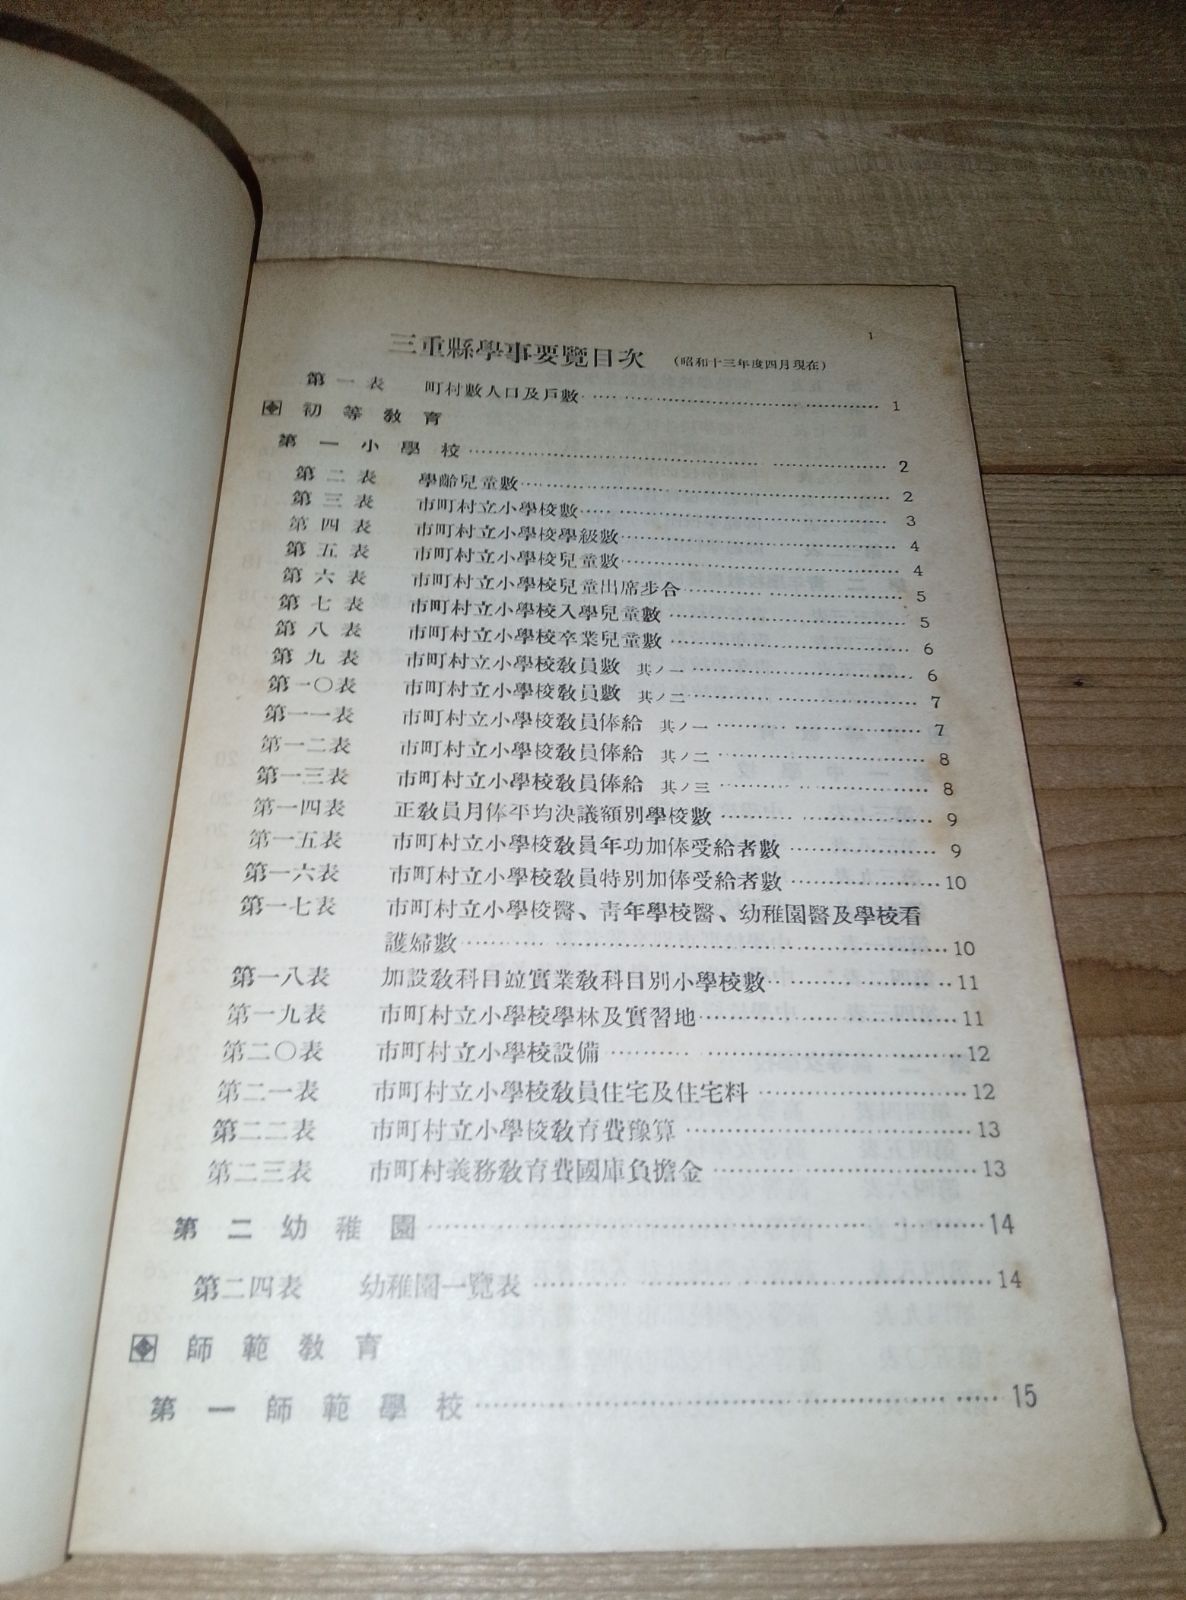 1
三重縣學事要覽目次 (昭和十三年度四月現在)
第一表 町村數人口及戶數 1
初等教育
第一小學校 2
第二表 學齡兒童數 2
第三表 市町村立小學校數 3
第四表 市町村立小學校學級數 4
第五表 市町村立小學校兒童數 4
第六表 市町村立小學校兒童出席步合 5
第七表 市町村立小學校入學兒童數 5
第八表 市町村立小學校卒業兒童數 6
第九表 市町村立小學校教員數 其ノ一 6
第一〇表 市町村立小學校教員數 其ノ二 7
第一一表 市町村立小學校教員俸給 其ノ一 7
第一二表 市町村立小學校教員俸給 其ノ二 8
第一三表 市町村立小學校教員俸給 其ノ三 8
第一四表 正教員月俸平均決議額別學校數 9
第一五表 市町村立小學校教員年功加俸受給者數 9
第一六表 市町村立小學校教員特別加俸受給者數 10
第一七表 市町村立小學校醫、靑年學校醫、幼稚園醫及學校看
護婦數 10
第一八表 加設教科目竝實業教科目別小學校數 11
第一九表 市町村立小學校學林及實習地 11
第二〇表 市町村立小學校設備 12
第二一表 市町村立小學校教員住宅及住宅料 12
第二二表 市町村立小學校教育費豫算 13
第二三表 市町村義務教育費國庫負擔金 13
第二幼稚園 14
第二四表 幼稚園一覽表 14
師範教育
第一師範學校 15